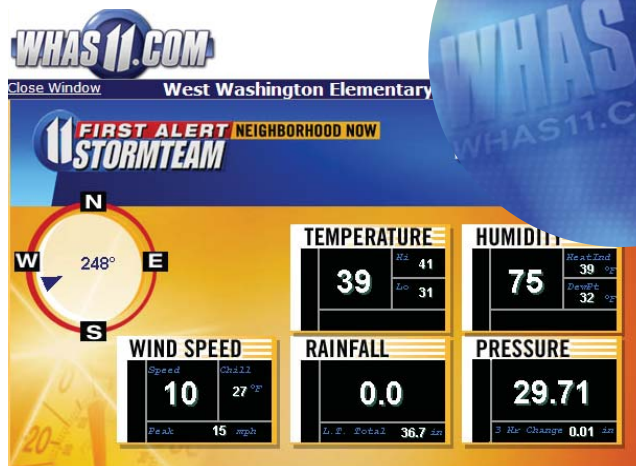 WHAS11.COM
WHAS
WHAS11.C
Close Window
West Washington Elementary
11 FIRST ALERT NEIGHBORHOOD NOW
STORMTEAM
N
W 248° E
S
TEMPERATURE
39
Hi 41
Lo 31
HUMIDITY
75
HeatInd
39 °F
DewPt
32 °F
WIND SPEED
Speed
10
Chill
27 °F
Peak 15 mph
RAINFALL
0.0
L.T. Total 36.7 in
PRESSURE
29.71
3 Hr Change 0.01 in
20